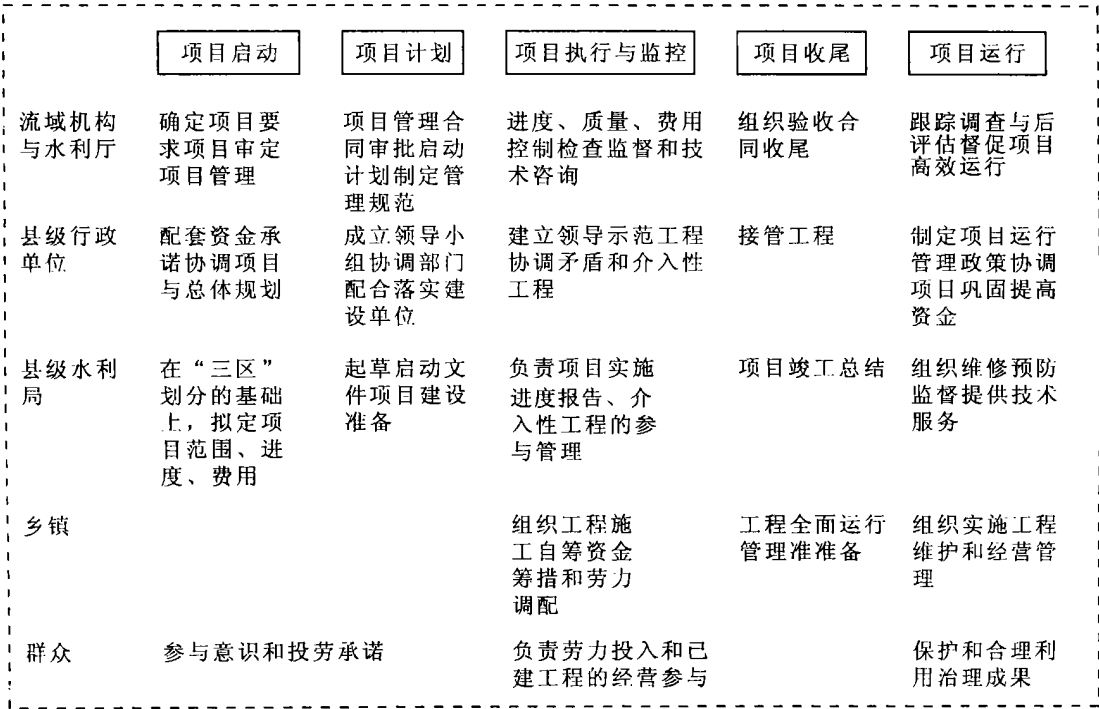 项目启动
项目计划
项目执行与监控
项目收尾
项目运行
流域机构
与水利厅
确定项目要
求项目审定
项目管理
项目管理合
同审批启动
计划制定管
理规范
进度、质量、费用
控制检查监督和技
术咨询
组织验收合
同收尾
跟踪调查与后
评估督促项目
高效运行
县级行政
单位
配套资金承
诺协调项目
与总体规划
成立领导小
组协调部门
配合落实建
设单位
建立领导示范工程
协调矛盾和介入性
工程
接管工程
制定项目运行
管理政策协调
项目巩固提高
资金
县级水利
局
在“三区”
划分的基础
上，拟定项
目范围、进
度、费用
起草启动文
件项目建设
准备
负责项目实施
进度报告、介
入性工程的参
与管理
项目竣工总结
组织维修预防
监督提供技术
服务
乡镇
组织工程施
工自筹资金
筹措和劳力
调配
工程全面运行
管理准准备
组织实施工程
维护和经营管
理
群众
参与意识和投劳承诺
负责劳力投入和已
建工程的经营参与
保护和合理利
用治理成果